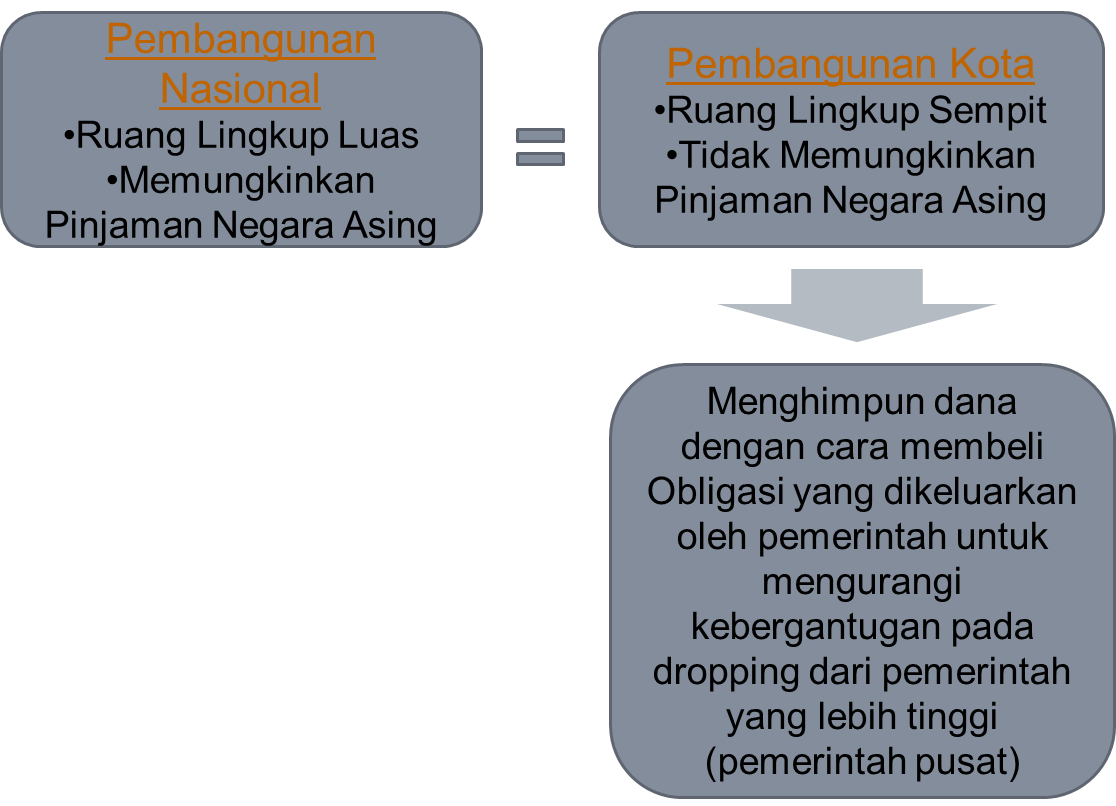 Pembangunan
Nasional
•Ruang Lingkup Luas
•Memungkinkan
Pinjaman Negara Asing
Pembangunan Kota
•Ruang Lingkup Sempit
•Tidak Memungkinkan
Pinjaman Negara Asing
Menghimpun dana
dengan cara membeli
Obligasi yang dikeluarkan
oleh pemerintah untuk
mengurangi
kebergantugan pada
dropping dari pemerintah
yang lebih tinggi
(pemerintah pusat)